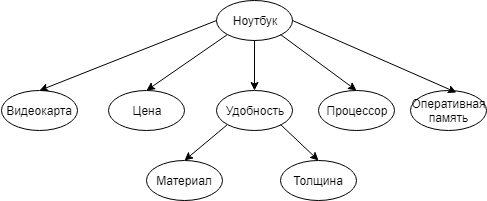 Ноутбук
Видеокарта
Цена
Удобность
Процессор
Оперативная
память
Материал
Толщина